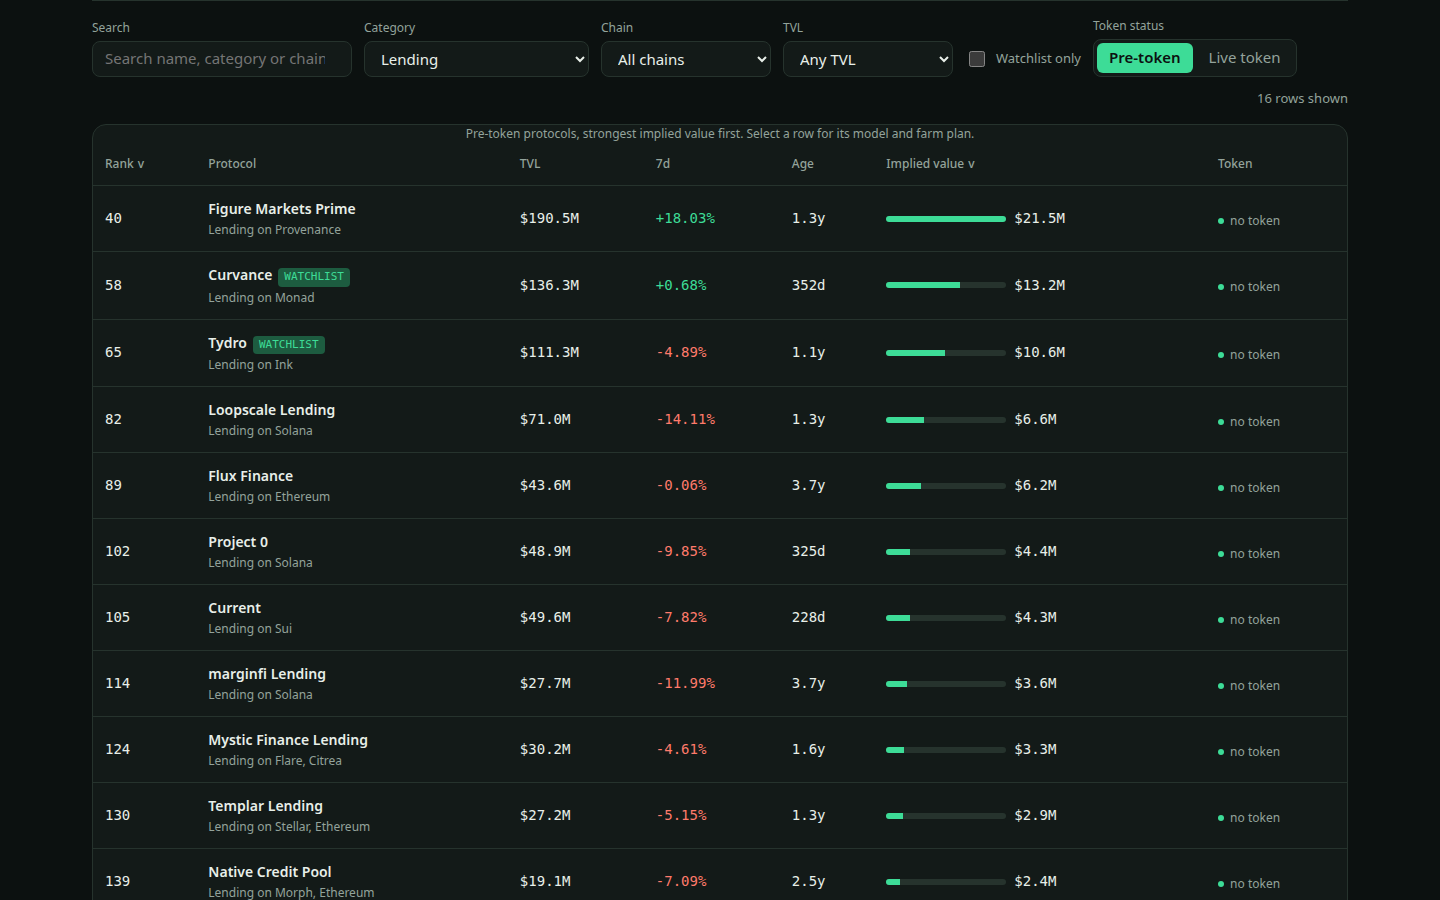 Search Category Chain TVL Token status
Search name, category or chain Lending All chains Any TVL Watchlist only Pre-token Live token
16 rows shown
Pre-token protocols, strongest implied value first. Select a row for its model and farm plan.
Rank v Protocol TVL 7d Age Implied value v Token
40 Figure Markets Prime $190.5M +18.03% 1.3y $21.5M no token
Lending on Provenance
58 Curvance WATCHLIST $136.3M +0.68% 352d $13.2M no token
Lending on Monad
65 Tydro WATCHLIST $111.3M -4.89% 1.1y $10.6M no token
Lending on Ink
82 Loopscale Lending $71.0M -14.11% 1.3y $6.6M no token
Lending on Solana
89 Flux Finance $43.6M -0.06% 3.7y $6.2M no token
Lending on Ethereum
102 Project 0 $48.9M -9.85% 325d $4.4M no token
Lending on Solana
105 Current $49.6M -7.82% 228d $4.3M no token
Lending on Sui
114 marginfi Lending $27.7M -11.99% 3.7y $3.6M no token
Lending on Solana
124 Mystic Finance Lending $30.2M -4.61% 1.6y $3.3M no token
Lending on Flare, Citrea
130 Templar Lending $27.2M -5.15% 1.3y $2.9M no token
Lending on Stellar, Ethereum
139 Native Credit Pool $19.1M -7.09% 2.5y $2.4M no token
Lending on Morph, Ethereum